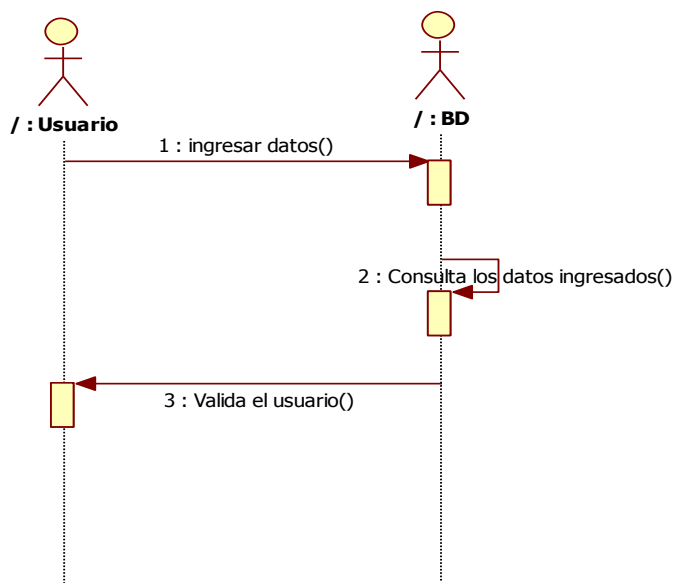 / : Usuario
/ : BD
1 : ingresar datos()
2 : Consulta los datos ingresados()
3 : Valida el usuario()